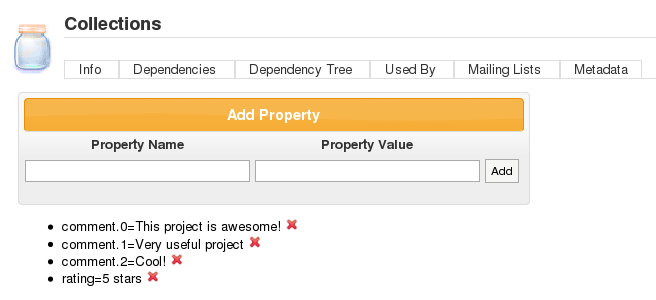 Collections
Info Dependencies Dependency Tree Used By Mailing Lists Metadata
Add Property
Property Name Property Value
Add
comment.0=This project is awesome!
comment.1=Very useful project
comment.2=Cool!
rating=5 stars